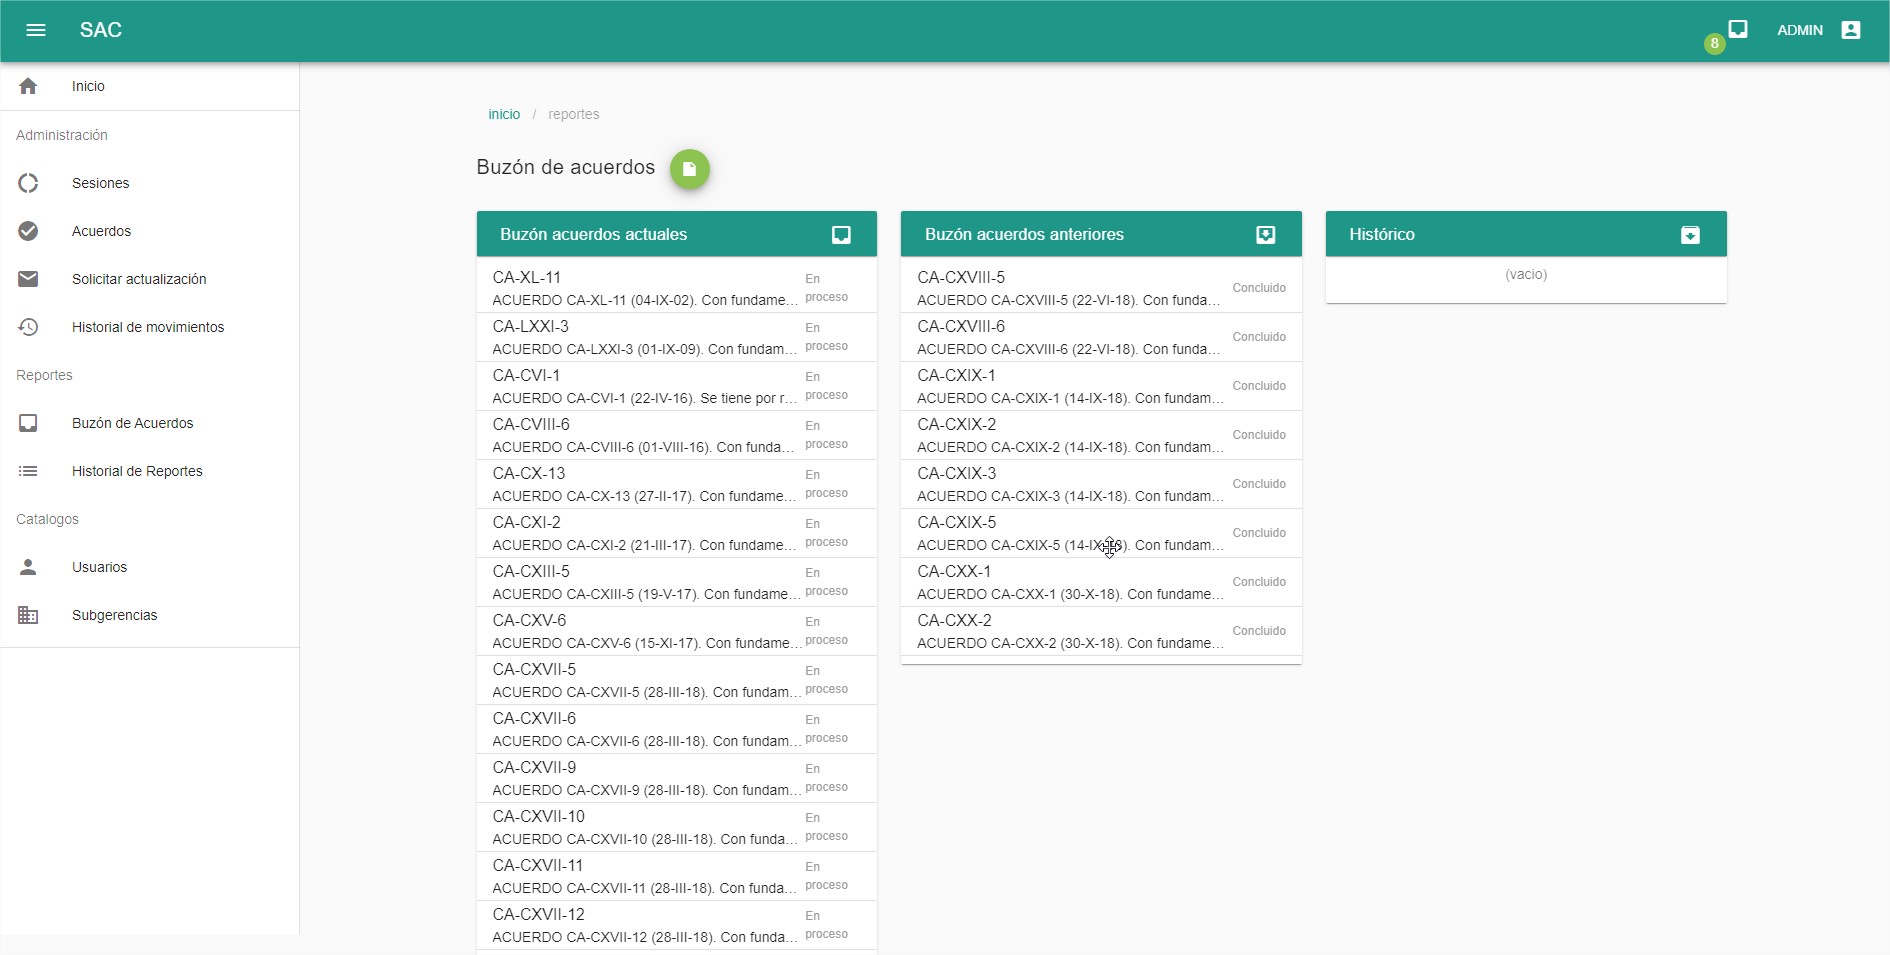 SAC
8
ADMIN
Inicio
Administración
Sesiones
Acuerdos
Solicitar actualización
Historial de movimientos
Reportes
Buzón de Acuerdos
Historial de Reportes
Catalogos
Usuarios
Subgerencias
inicio / reportes
Buzón de acuerdos
Buzón acuerdos actuales
CA-XL-11
ACUERDO CA-XL-11 (04-IX-02). Con fundame...
En
proceso
CA-LXXI-3
ACUERDO CA-LXXI-3 (01-IX-09). Con fundam...
En
proceso
CA-CVI-1
ACUERDO CA-CVI-1 (22-IV-16). Se tiene por r...
En
proceso
CA-CVIII-6
ACUERDO CA-CVIII-6 (01-VIII-16). Con funda...
En
proceso
CA-CX-13
ACUERDO CA-CX-13 (27-II-17). Con fundame...
En
proceso
CA-CXI-2
ACUERDO CA-CXI-2 (21-III-17). Con fundame...
En
proceso
CA-CXIII-5
ACUERDO CA-CXIII-5 (19-V-17). Con fundame...
En
proceso
CA-CXV-6
ACUERDO CA-CXV-6 (15-XI-17). Con fundame...
En
proceso
CA-CXVII-5
ACUERDO CA-CXVII-5 (28-III-18). Con fundam...
En
proceso
CA-CXVII-6
ACUERDO CA-CXVII-6 (28-III-18). Con fundam...
En
proceso
CA-CXVII-9
ACUERDO CA-CXVII-9 (28-III-18). Con fundam...
En
proceso
CA-CXVII-10
ACUERDO CA-CXVII-10 (28-III-18). Con funda...
En
proceso
CA-CXVII-11
ACUERDO CA-CXVII-11 (28-III-18). Con funda...
En
proceso
CA-CXVII-12
ACUERDO CA-CXVII-12 (28-III-18). Con funda...
En
proceso
Buzón acuerdos anteriores
CA-CXVIII-5
ACUERDO CA-CXVIII-5 (22-VI-18). Con funda...
Concluido
CA-CXVIII-6
ACUERDO CA-CXVIII-6 (22-VI-18). Con funda...
Concluido
CA-CXIX-1
ACUERDO CA-CXIX-1 (14-IX-18). Con fundam...
Concluido
CA-CXIX-2
ACUERDO CA-CXIX-2 (14-IX-18). Con fundam...
Concluido
CA-CXIX-3
ACUERDO CA-CXIX-3 (14-IX-18). Con fundam...
Concluido
CA-CXIX-5
ACUERDO CA-CXIX-5 (14-IX-18). Con fundam...
Concluido
CA-CXX-1
ACUERDO CA-CXX-1 (30-X-18). Con fundame...
Concluido
CA-CXX-2
ACUERDO CA-CXX-2 (30-X-18). Con fundame...
Concluido
Histórico
(vacio)